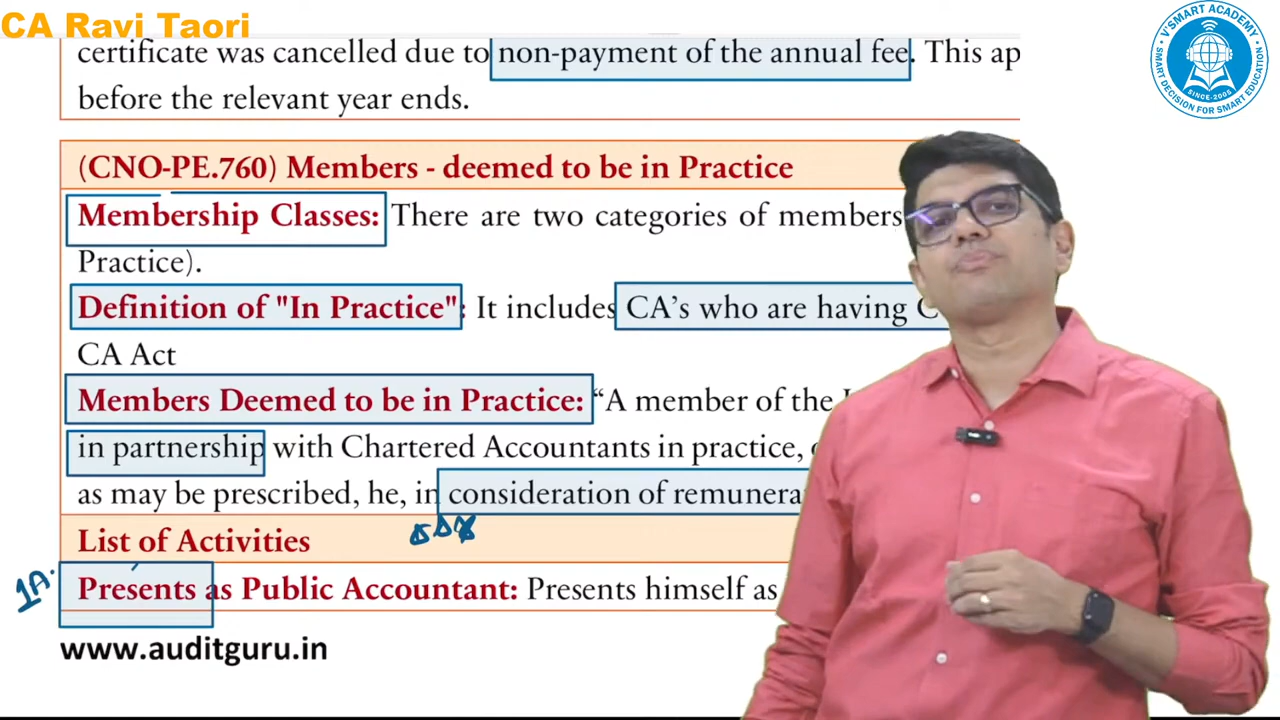 CA Ravi Taori
V'SMART ACADEMY
SMART DECISION FOR SMART EDUCATION
SINCE-2005
certificate was cancelled due to non-payment of the annual fee. This ap
before the relevant year ends.
(CNO-PE.760) Members - deemed to be in Practice
Membership Classes: There are two categories of members
Practice).
Definition of "In Practice": It includes CA's who are having C
CA Act
Members Deemed to be in Practice: “A member of the I
in partnership with Chartered Accountants in practice, o
as may be prescribed, he, in consideration of remunera
List of Activities
1A. Presents as Public Accountant: Presents himself as
www.auditguru.in